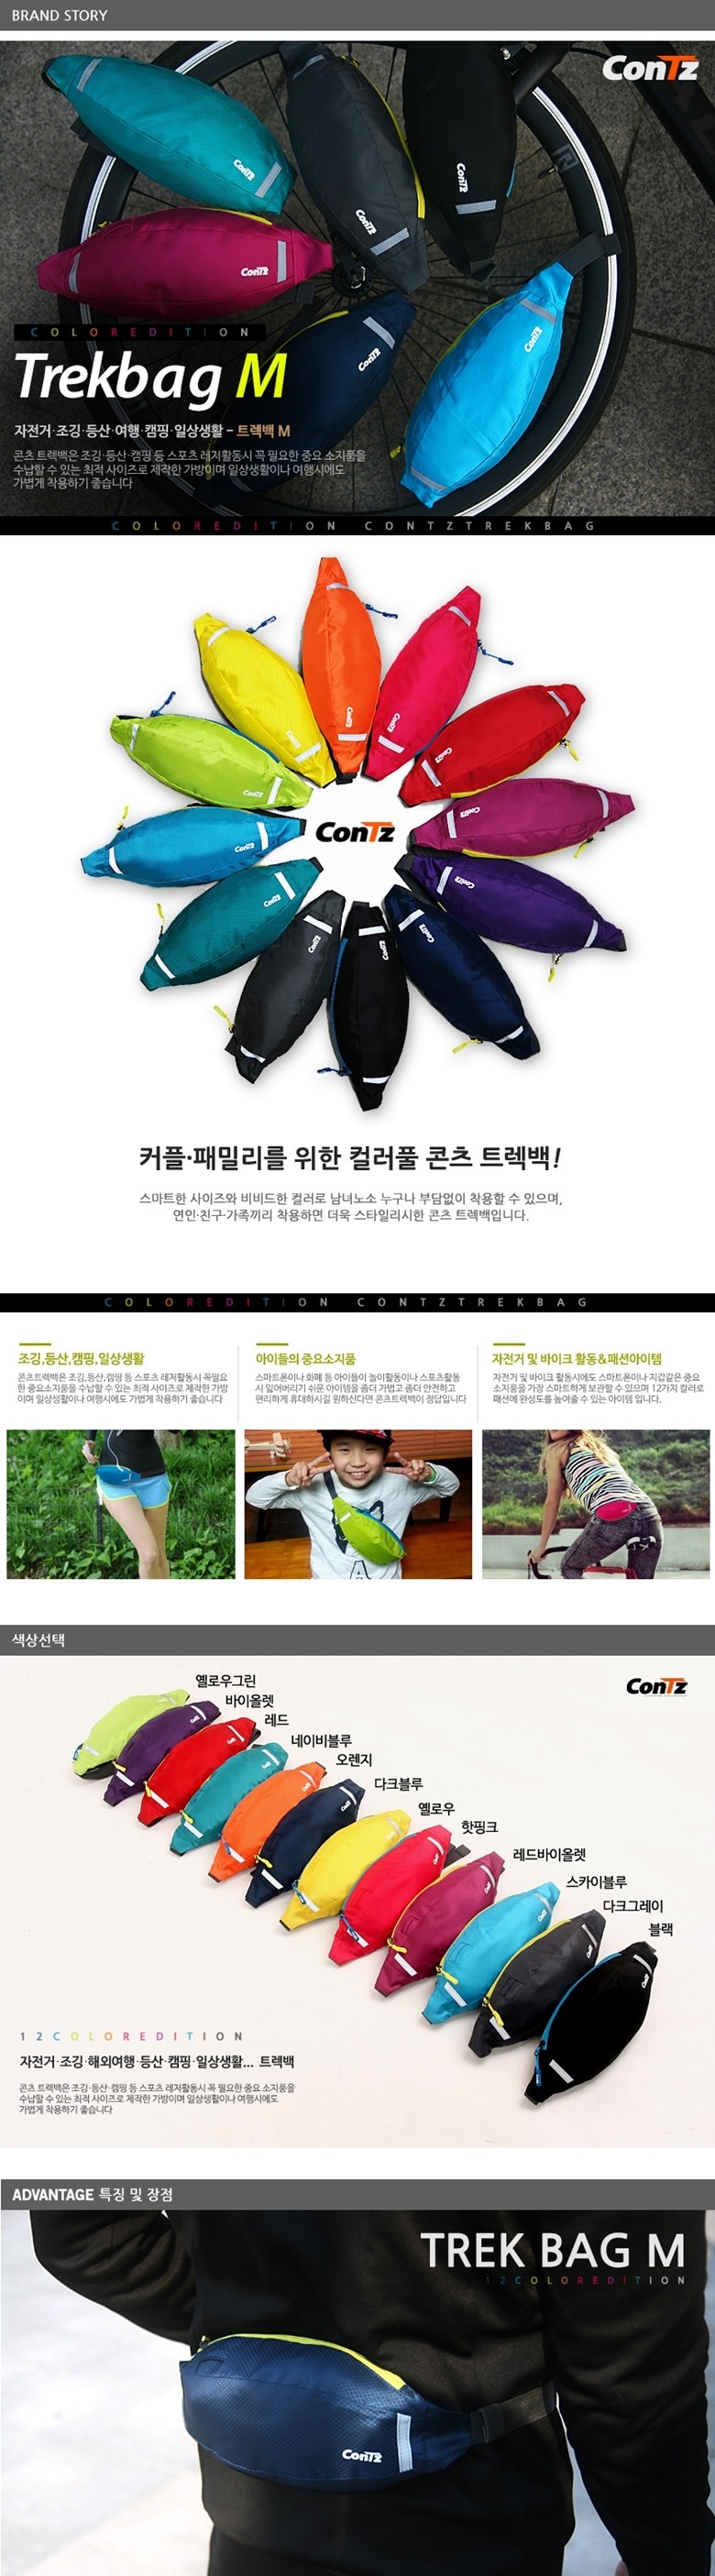 BRAND STORY
ConTz
ConTz
ConTz
ConTz
ConTz
ConTz
ConTz
COLOREDITION
Trekbag M
자전거·조깅·등산·여행·캠핑·일상생활 – 트렉백 M
콘츠 트렉백은 조깅·등산·캠핑 등 스포츠 레저활동시 꼭 필요한 중요 소지품을
수납할 수 있는 최적 사이즈로 제작한 가방이며 일상생활이나 여행시에도
가볍게 착용하기 좋습니다
COLOREDITION CONTZTREKBAG
ConTz
커플·패밀리를 위한 컬러풀 콘츠 트렉백!
스마트한 사이즈와 비비드한 컬러로 남녀노소 누구나 부담없이 착용할 수 있으며,
연인·친구·가족끼리 착용하면 더욱 스타일리시한 콘츠 트렉백입니다.
COLOREDITION CONTZTREKBAG
조깅,등산,캠핑,일상생활
콘츠트렉백은 조깅,등산,캠핑 등 스포츠 레저활동시 꼭필요
한 중요소지품을 수납할 수 있는 최적 사이즈로 제작한 가방
이며 일상생활이나 여행시에도 가볍게 착용하기 좋습니다
아이들의 중요소지품
스마트폰이나 화폐 등 아이들이 놀이활동이나 스포츠활동
시 잃어버리기 쉬운 아이템을 좀더 가볍고 좀더 안전하고
편리하게 휴대하시길 원하신다면 콘츠트렉백이 정답입니다
자전거 및 바이크 활동&패션아이템
자전거 및 바이크 활동시에도 스마트폰이나 지갑같은 중요
소지품을 가장 스마트하게 보관할 수 있으며 12가지 컬러로
패션에 완성도를 높여줄 수 있는 아이템 입니다.
색상선택
ConTz
옐로우그린
바이올렛
레드
네이비블루
오렌지
다크블루
옐로우
핫핑크
레드바이올렛
스카이블루
다크그레이
블랙
12COLOREDITION
자전거·조깅·해외여행·등산·캠핑·일상생활... 트렉백
콘츠 트렉백은 조깅·등산·캠핑 등 스포츠 레저활동시 꼭 필요한 중요 소지품을
수납할 수 있는 최적 사이즈로 제작한 가방이며 일상생활이나 여행시에도
가볍게 착용하기 좋습니다
ADVANTAGE 특징 및 장점
TREK BAG M
12COLOREDITION
ConTz